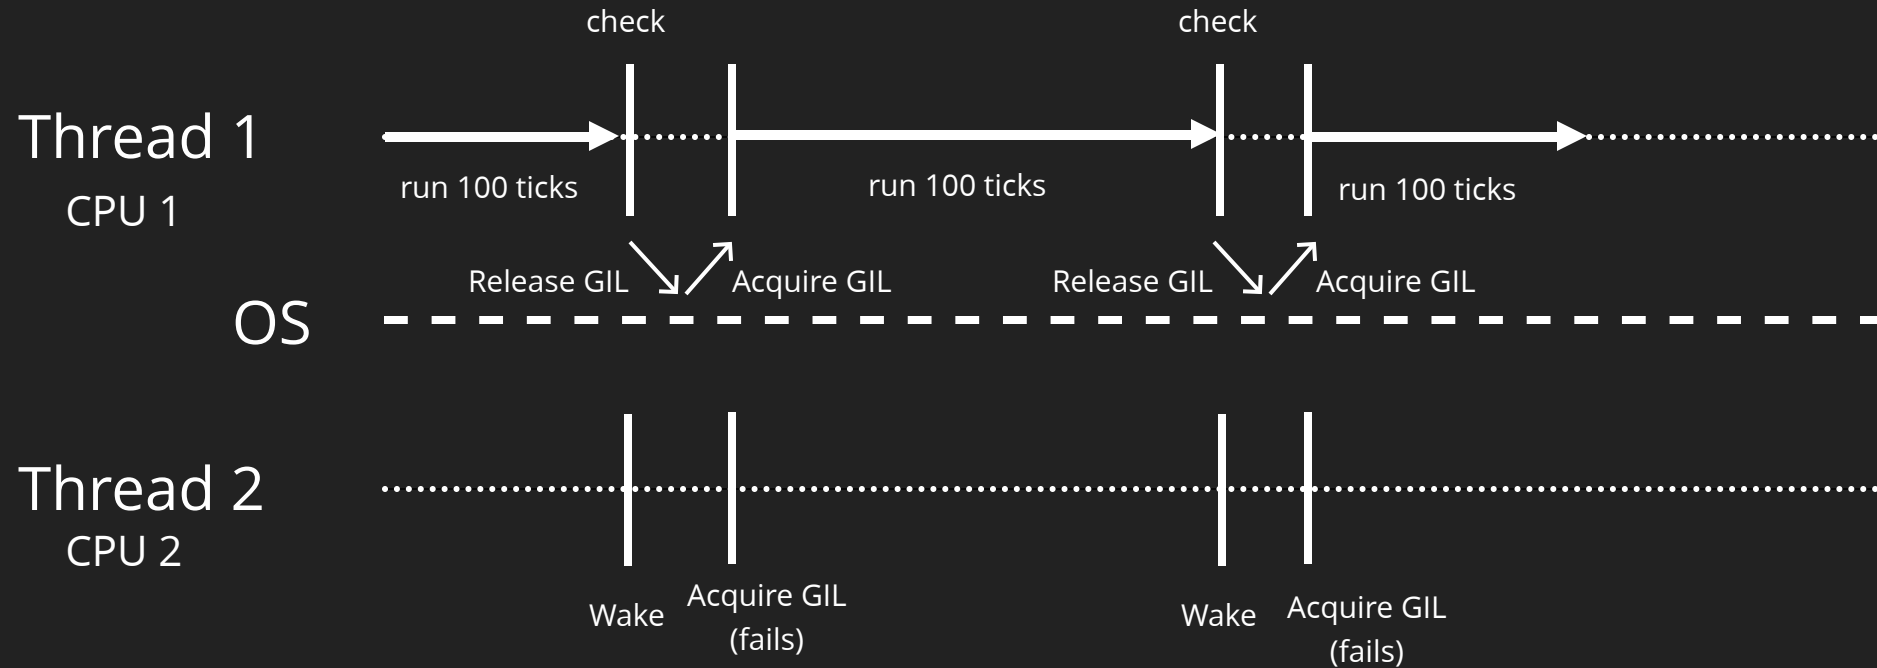 check
check
Thread 1
run 100 ticks
run 100 ticks
run 100 ticks
CPU 1
Release GIL
Acquire GIL
Release GIL
Acquire GIL
OS
Thread 2
CPU 2
Wake
Acquire GIL
(fails)
Wake
Acquire GIL
(fails)